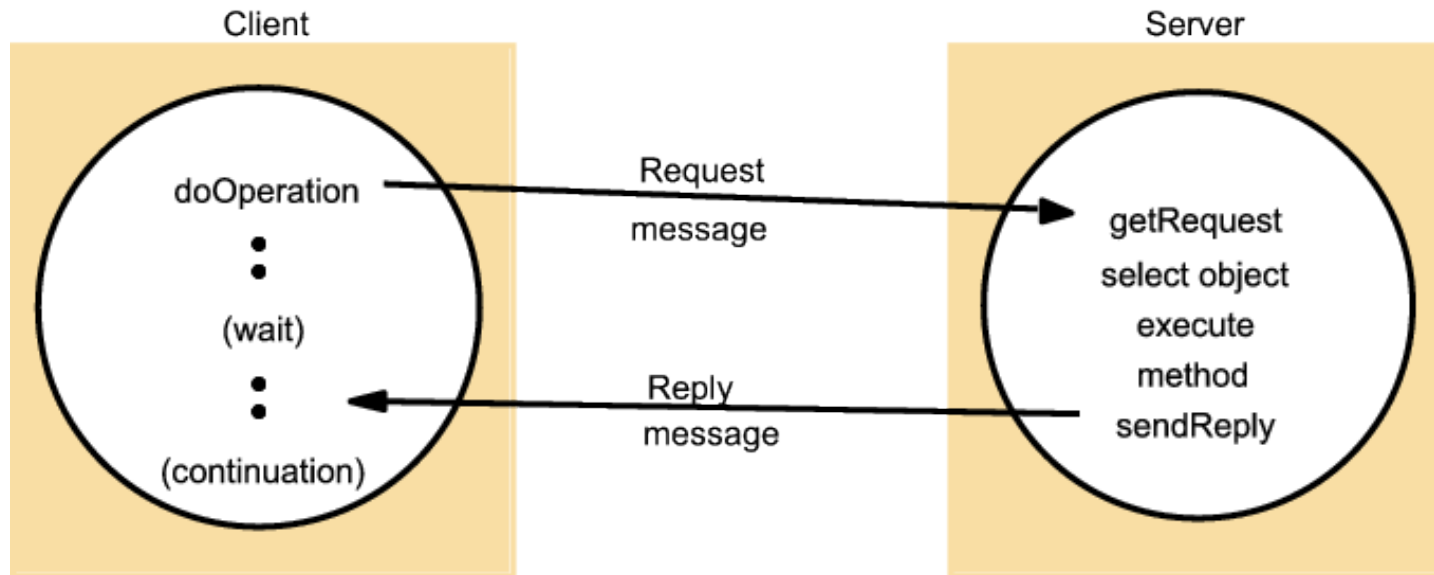 Client
doOperation
(wait)
(continuation)
Request
message
Reply
message
Server
getRequest
select object
execute
method
sendReply